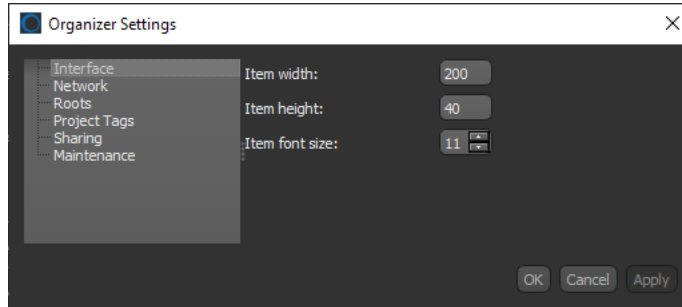 Organizer Settings
Interface
Network
Roots
Project Tags
Sharing
Maintenance
Item width: 200
Item height: 40
Item font size: 11
OK Cancel Apply